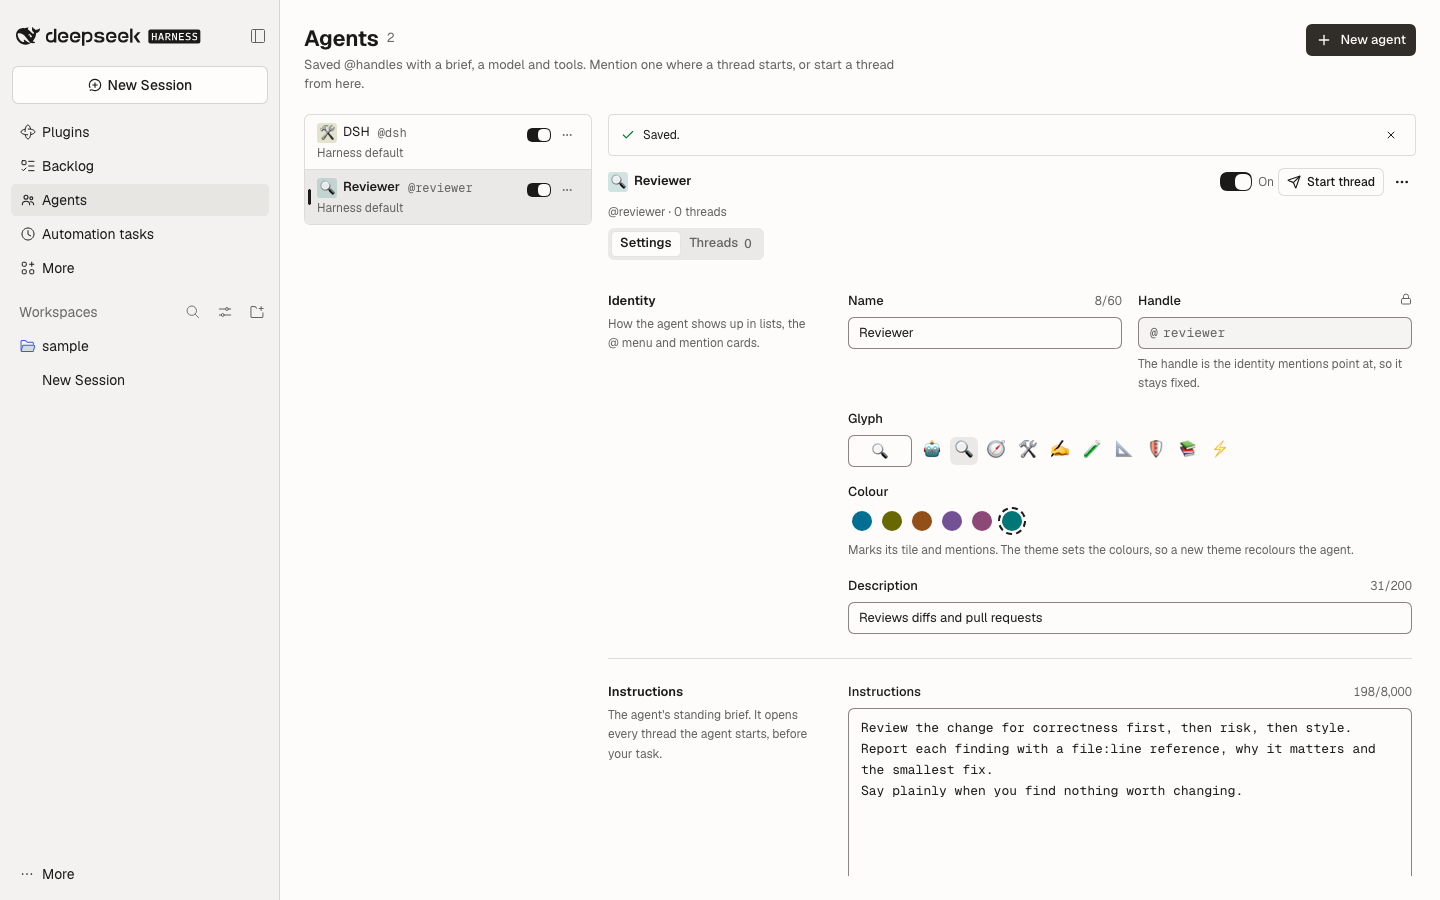 deepseek HARNESS
New Session
Plugins
Backlog
Agents
Automation tasks
More
Workspaces
sample
New Session
More
Agents 2
Saved @handles with a brief, a model and tools. Mention one where a thread starts, or start a thread
from here.
New agent
DSH @dsh
Harness default
Reviewer @reviewer
Harness default
Saved.
Reviewer
On
Start thread
@reviewer · 0 threads
Settings
Threads 0
Identity
How the agent shows up in lists, the
@ menu and mention cards.
Name 8/60
Reviewer
Handle
@ reviewer
The handle is the identity mentions point at, so it
stays fixed.
Glyph
Colour
Marks its tile and mentions. The theme sets the colours, so a new theme recolours the agent.
Description 31/200
Reviews diffs and pull requests
Instructions
The agent's standing brief. It opens
every thread the agent starts, before
your task.
Instructions 198/8,000
Review the change for correctness first, then risk, then style.
Report each finding with a file:line reference, why it matters and
the smallest fix.
Say plainly when you find nothing worth changing.